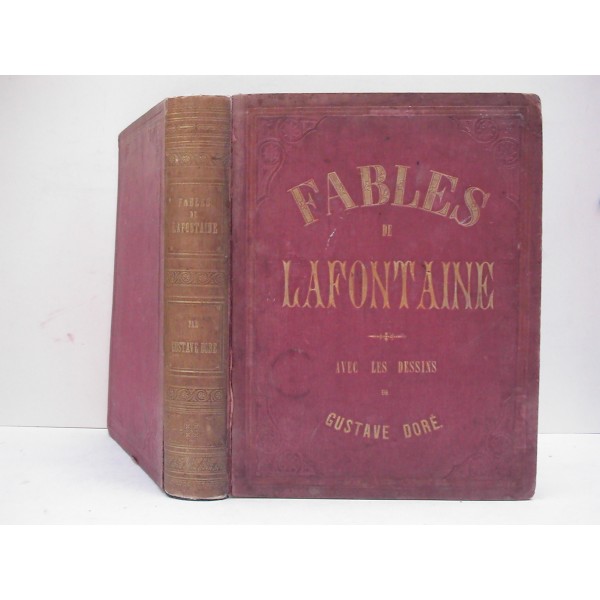 FABLES
DE
LAFONTAINE
PAR
GUSTAVE DORÉ
FABLES
DE
LAFONTAINE
AVEC LES DESSINS
DE
GUSTAVE DORÉ